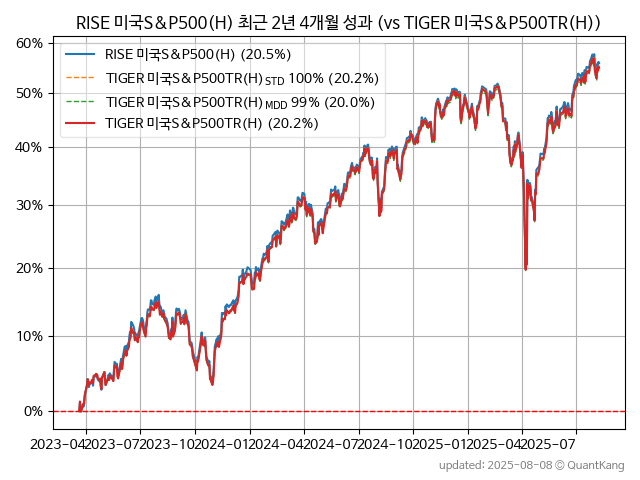 RISE 미국S&P500(H) 최근 2년 4개월 성과 (vs TIGER 미국S&P500TR(H))
60%
50%
40%
30%
20%
10%
0%
RISE 미국S&P500(H) (20.5%)
TIGER 미국S&P500TR(H) STD 100% (20.2%)
TIGER 미국S&P500TR(H) MDD 99% (20.0%)
TIGER 미국S&P500TR(H) (20.2%)
2023-04 2023-07 2023-10 2024-01 2024-04 2024-07 2024-10 2025-01 2025-04 2025-07
updated: 2025-08-08 © QuantKang